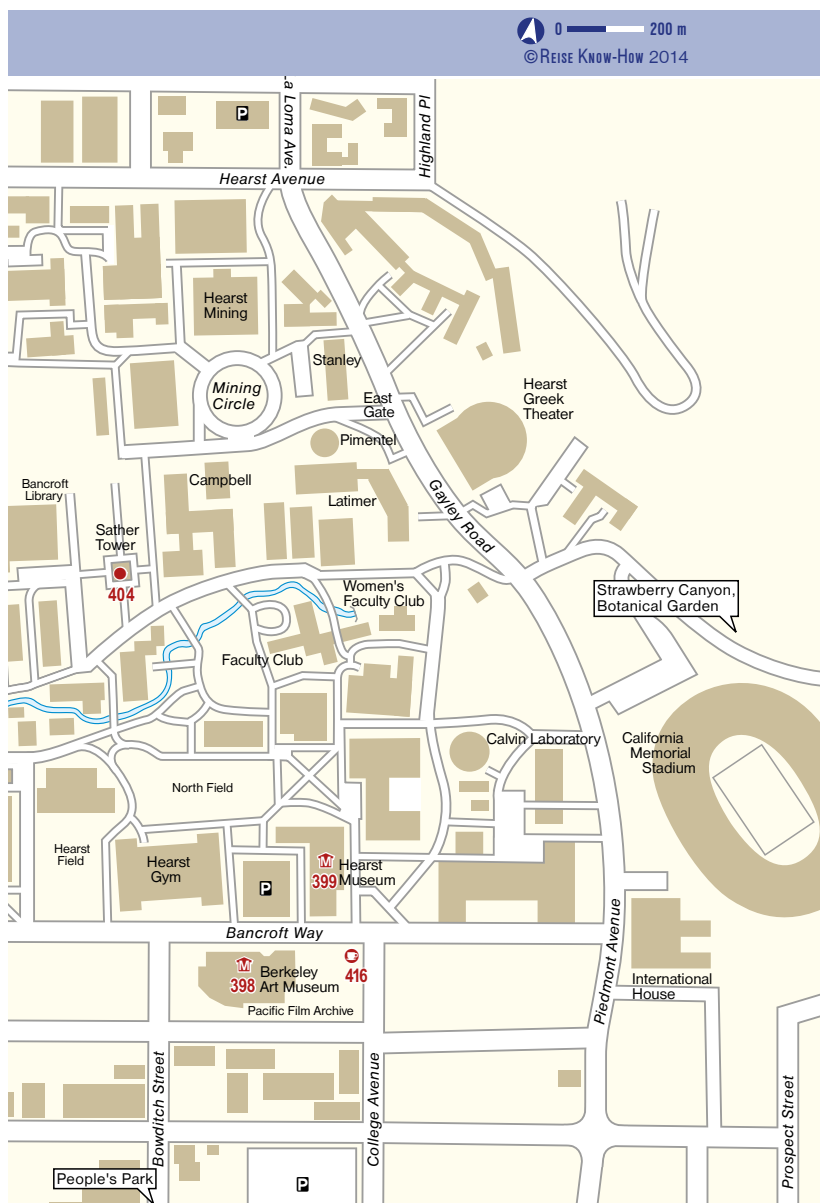 0 200 m
©REISE KNOW-HOW 2014
P
a Loma Ave.
Highland Pl
Hearst Avenue
Hearst
Mining
Stanley
Mining
Circle
East
Gate
Hearst
Greek
Theater
Pimentel
Campbell
Latimer
Bancroft
Library
Gayley Road
Sather
Tower
404
Women's
Faculty Club
Strawberry Canyon,
Botanical Garden
Faculty Club
Calvin Laboratory
California
Memorial
Stadium
North Field
Hearst
Field
Hearst
Gym
P
M
399
Hearst
Museum
Bancroft Way
Piedmont Avenue
M
398
Berkeley
Art Museum
416
Pacific Film Archive
International
House
Bowditch Street
College Avenue
Prospect Street
People's Park
P